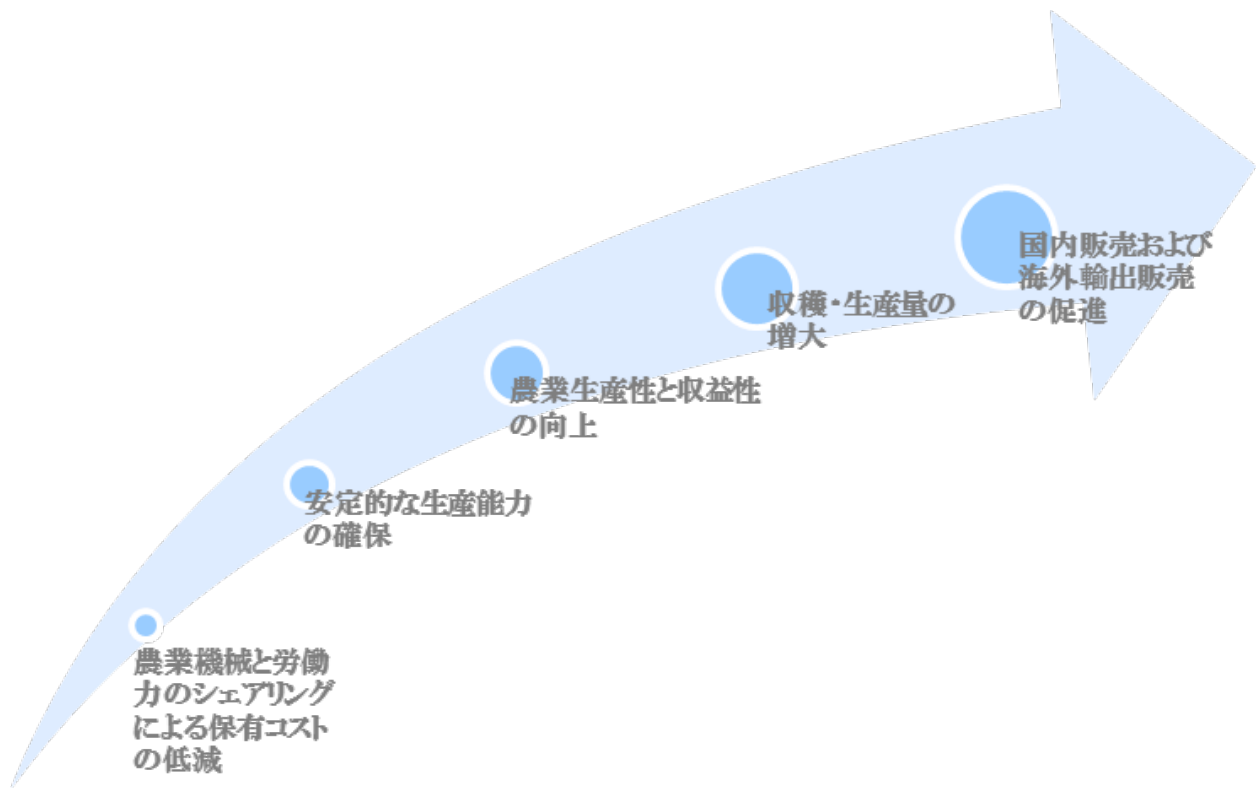 国内販売および
海外輸出販売
の促進
収穫・生産量の
増大
農業生産性と収益性
の向上
安定的な生産能力
の確保
農業機械と労働
力のシェアリング
による保有コスト
の低減